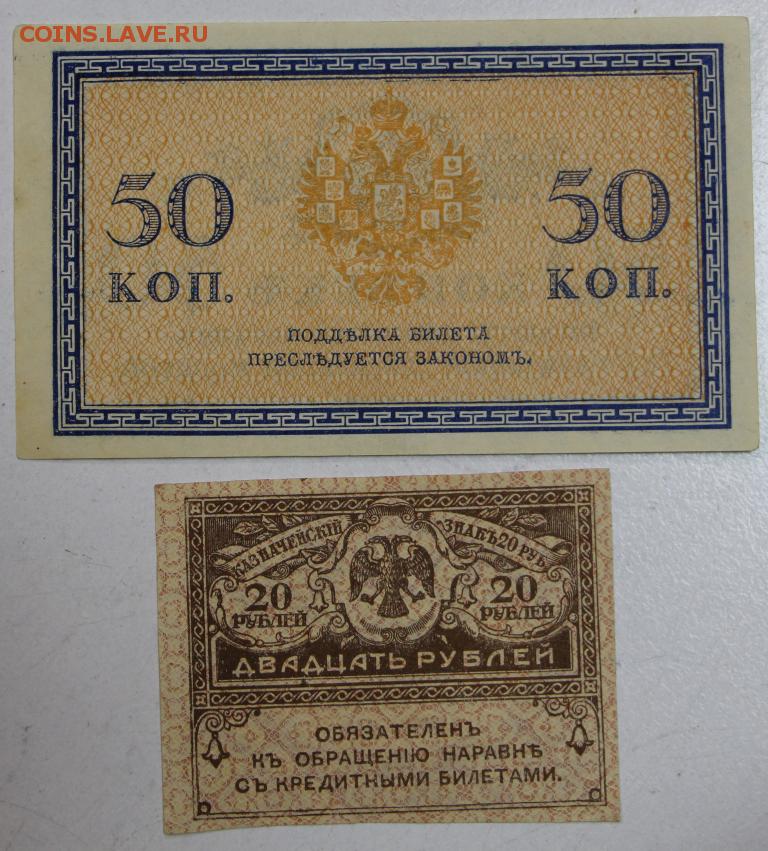 COINS.LAVE.RU
50 50
КОП. КОП.
ПОДДѢЛКА БИЛЕТА
ПРЕСЛѢДУЕТСЯ ЗАКОНОМЪ.
КАЗНАЧЕЙСКІЙ ЗНАКЪ 20 РУБ
20 20
РУБЛЕЙ РУБЛЕЙ
ДВАДЦАТЬ РУБЛЕЙ
ОБЯЗАТЕЛЕНЪ
КЪ ОБРАЩЕНІЮ НАРАВНѢ
СЪ КРЕДИТНЫМИ БИЛЕТАМИ.